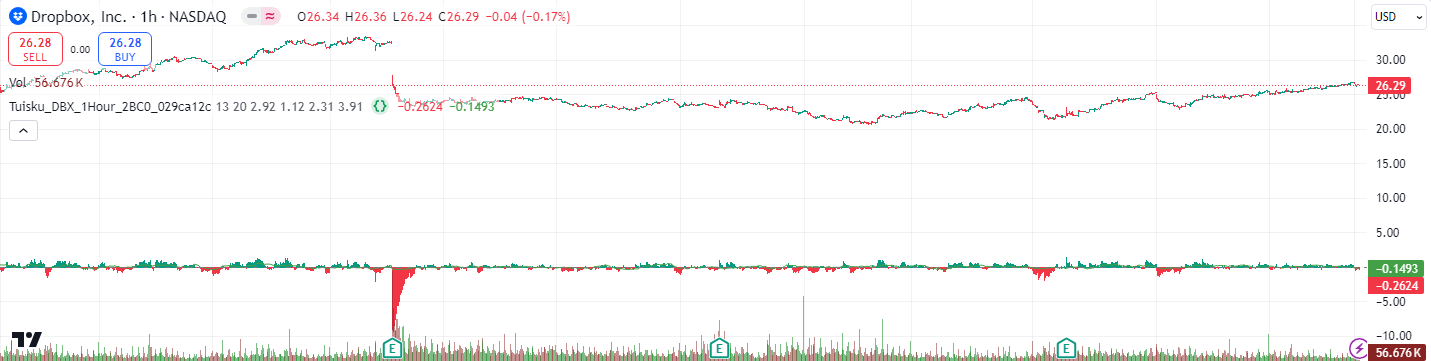 Dropbox, Inc. · 1h · NASDAQ O26.34 H26.36 L26.24 C26.29 −0.04 (−0.17%)
USD
26.28 SELL
0.00
26.28 BUY
30.00
Vol 56.676 K
26.29
25.00
Tuisku_DBX_1Hour_2BC0_029ca12c 13 20 2.92 1.12 2.31 3.91 {} −0.2624 −0.1493
20.00
15.00
10.00
5.00
−0.1493
−0.2624
−5.00
−10.00
E
E
E
56.676 K